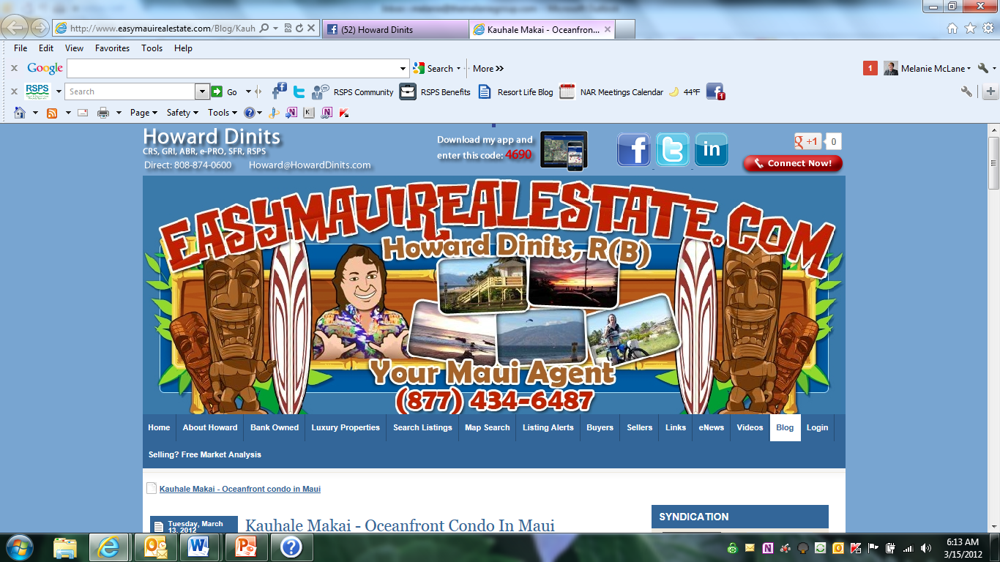 http://www.easymauirealestate.com/Blog/Kauh
(52) Howard Dinits
Kauhale Makai - Oceanfron...
File Edit View Favorites Tools Help
Google Search More »
1 Melanie McLane
RSPS Search Go RSPS Community RSPS Benefits Resort Life Blog NAR Meetings Calendar 44°F 1
Page Safety Tools
Howard Dinits
CRS, GRI, ABR, e-PRO, SFR, RSPS
Direct: 808-874-0600 Howard@HowardDinits.com
Download my app and
enter this code: 4690
f t in
g +1 0
Connect Now!
EASYMAUIREALESTATE.COM
Howard Dinits, R(B)
Your Maui Agent
(877) 434-6487
Home About Howard Bank Owned Luxury Properties Search Listings Map Search Listing Alerts Buyers Sellers Links eNews Videos Blog Login
Selling? Free Market Analysis
Kauhale Makai - Oceanfront condo in Maui
Tuesday, March
13, 2012
Kauhale Makai - Oceanfront Condo In Maui
SYNDICATION
6:13 AM
3/15/2012